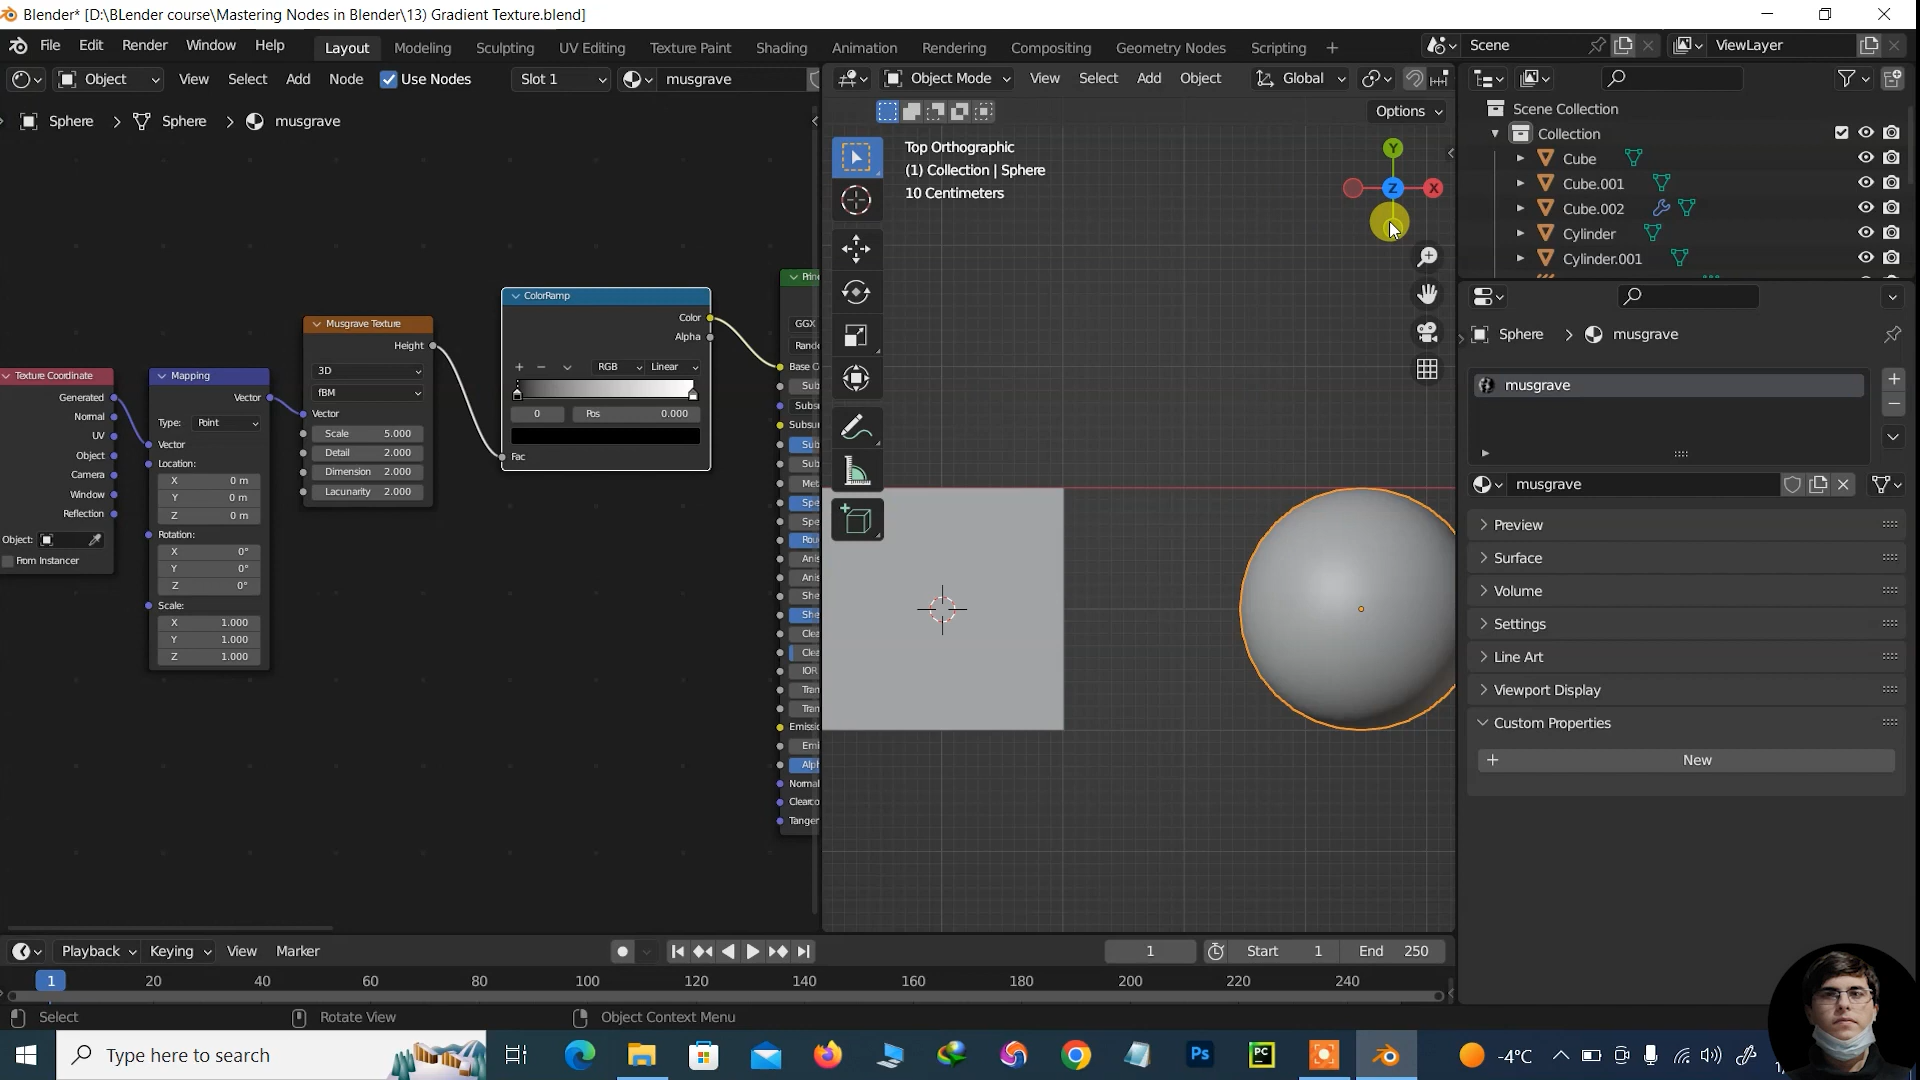 Blender* [D:\BLender course\Mastering Nodes in Blender\13) Gradient Texture.blend]
File Edit Render Window Help
Layout Modeling Sculpting UV Editing Texture Paint Shading Animation Rendering Compositing Geometry Nodes Scripting +
Scene
ViewLayer
Object View Select Add Node Use Nodes Slot 1 musgrave
Sphere > Sphere > musgrave
Texture Coordinate
Generated
Normal
UV
Object
Camera
Window
Reflection
Object:
From Instancer
Mapping
Vector
Type: Point
Vector
Location:
X 0 m
Y 0 m
Z 0 m
Rotation:
X 0°
Y 0°
Z 0°
Scale:
X 1.000
Y 1.000
Z 1.000
Musgrave Texture
Height
3D
fBM
Vector
Scale 5.000
Detail 2.000
Dimension 2.000
Lacunarity 2.000
ColorRamp
Color
Alpha
+ − RGB Linear
0 Pos 0.000
Fac
Prin
GGX
Rand
Base C
Sub
Subsu
Subsur
Sub
Sub
Met
Spe
Spe
Rou
Anis
Anis
She
She
Clea
Clea
IOR
Tran
Tran
Emissio
Emi
Alph
Normal
Clearco
Tanger
Object Mode View Select Add Object Global
Options
Top Orthographic
(1) Collection | Sphere
10 Centimeters
Y
Z X
Scene Collection
Collection
Cube
Cube.001
Cube.002
Cylinder
Cylinder.001
Sphere > musgrave
musgrave
musgrave
Preview
Surface
Volume
Settings
Line Art
Viewport Display
Custom Properties
+ New
Playback Keying View Marker
1 Start 1 End 250
1 20 40 60 80 100 120 140 160 180 200 220 240
Select Rotate View Object Context Menu
Type here to search
Ps
PC
-4°C